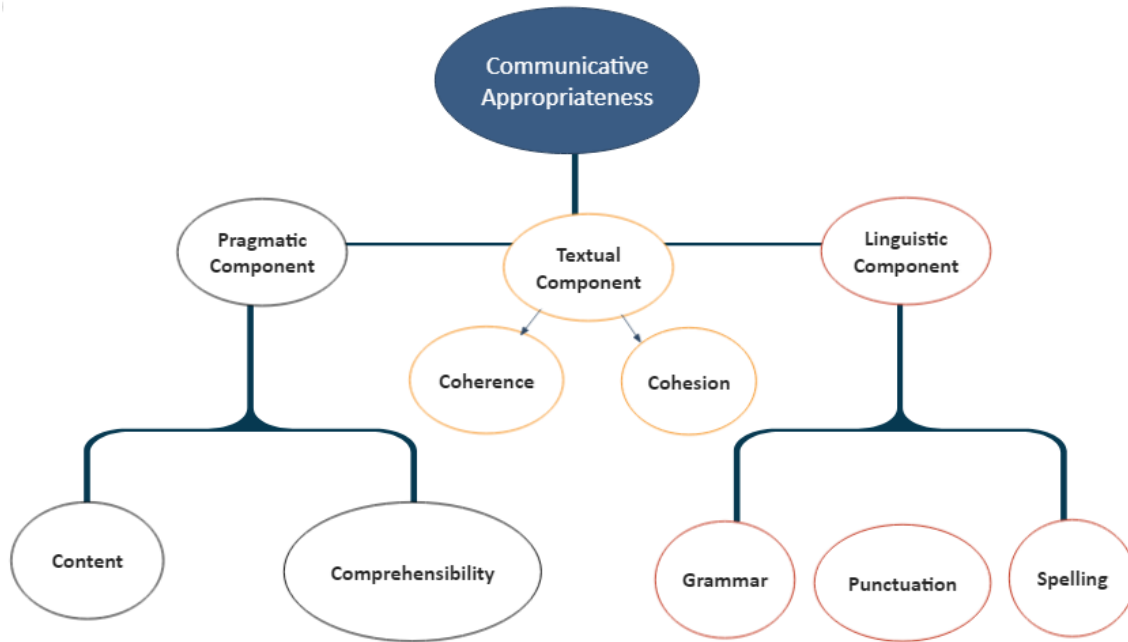 Communicative
Appropriateness
Pragmatic
Component
Textual
Component
Linguistic
Component
Coherence
Cohesion
Content
Comprehensibility
Grammar
Punctuation
Spelling